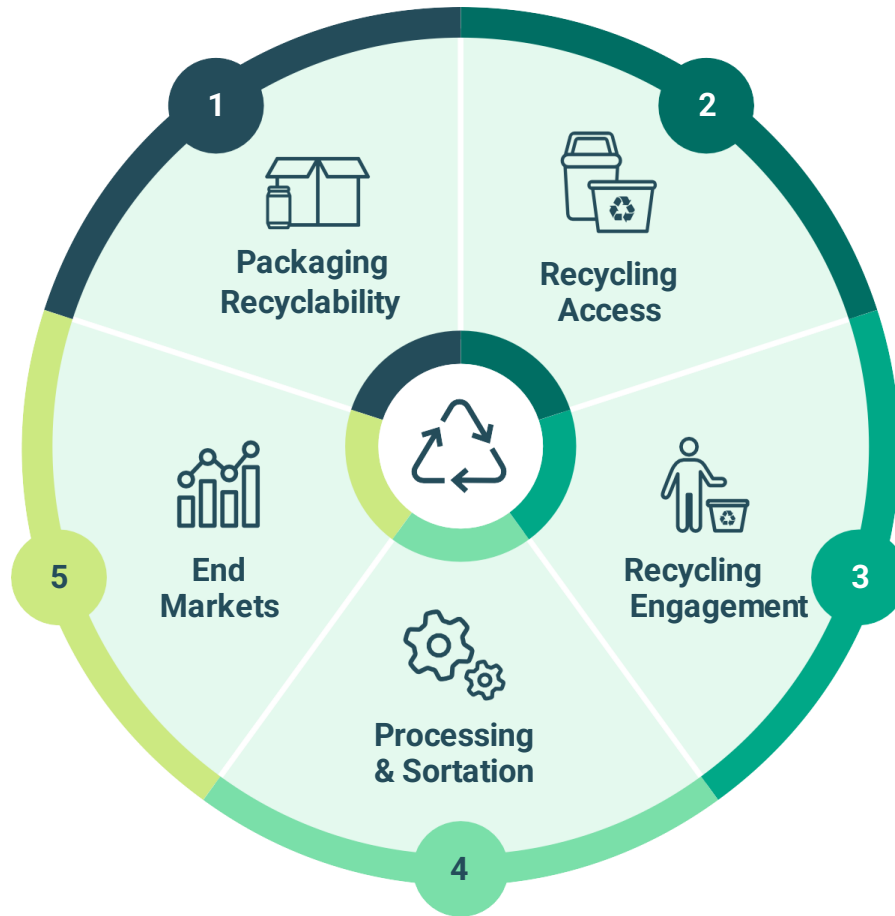 1
Packaging
Recyclability
2
Recycling
Access
3
Recycling
Engagement
4
Processing
& Sortation
5
End
Markets